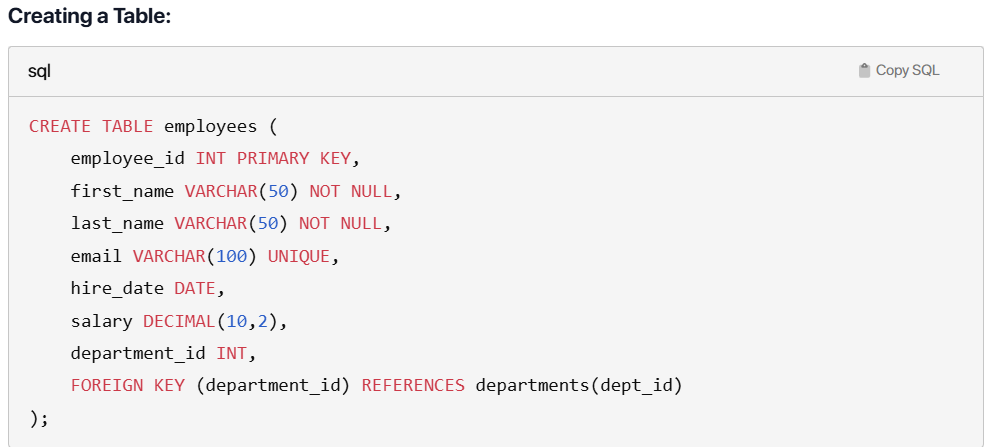 Creating a Table:
sql
Copy SQL
CREATE TABLE employees (
    employee_id INT PRIMARY KEY,
    first_name VARCHAR(50) NOT NULL,
    last_name VARCHAR(50) NOT NULL,
    email VARCHAR(100) UNIQUE,
    hire_date DATE,
    salary DECIMAL(10,2),
    department_id INT,
    FOREIGN KEY (department_id) REFERENCES departments(dept_id)
);